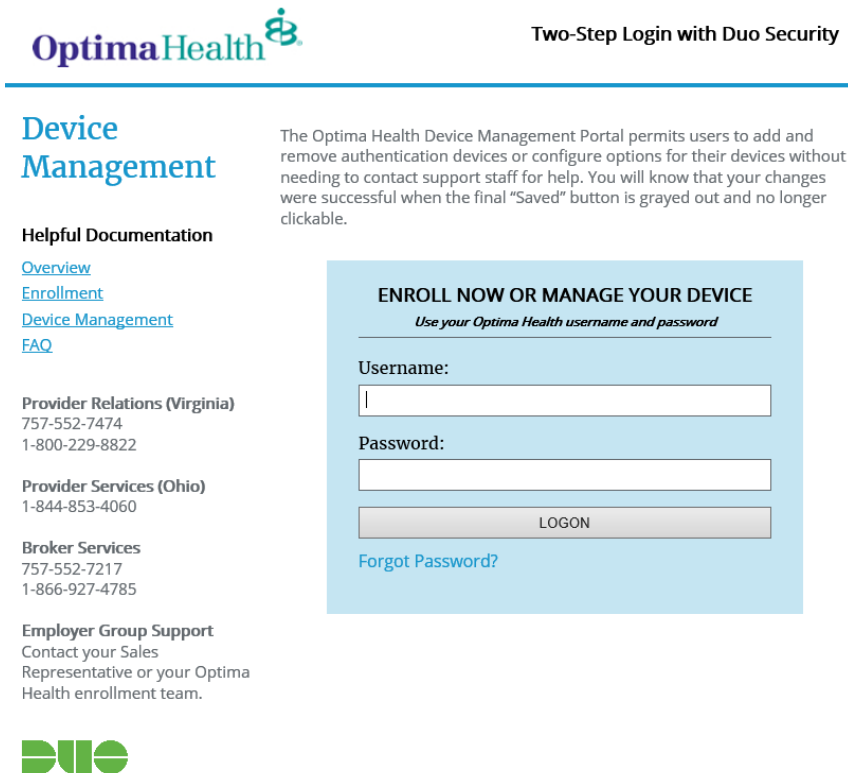 OptimaHealth
Two-Step Login with Duo Security
Device
Management
Helpful Documentation
Overview
Enrollment
Device Management
FAQ
Provider Relations (Virginia)
757-552-7474
1-800-229-8822
Provider Services (Ohio)
1-844-853-4060
Broker Services
757-552-7217
1-866-927-4785
Employer Group Support
Contact your Sales
Representative or your Optima
Health enrollment team.
DUO
The Optima Health Device Management Portal permits users to add and
remove authentication devices or configure options for their devices without
needing to contact support staff for help. You will know that your changes
were successful when the final “Saved” button is grayed out and no longer
clickable.
ENROLL NOW OR MANAGE YOUR DEVICE
Use your Optima Health username and password
Username:
Password:
LOGON
Forgot Password?